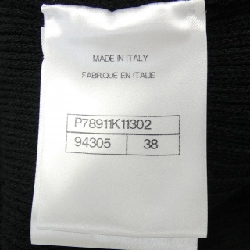 MADE IN ITALY
FABRIQUE EN ITALIE
P78911K11302
94305 38